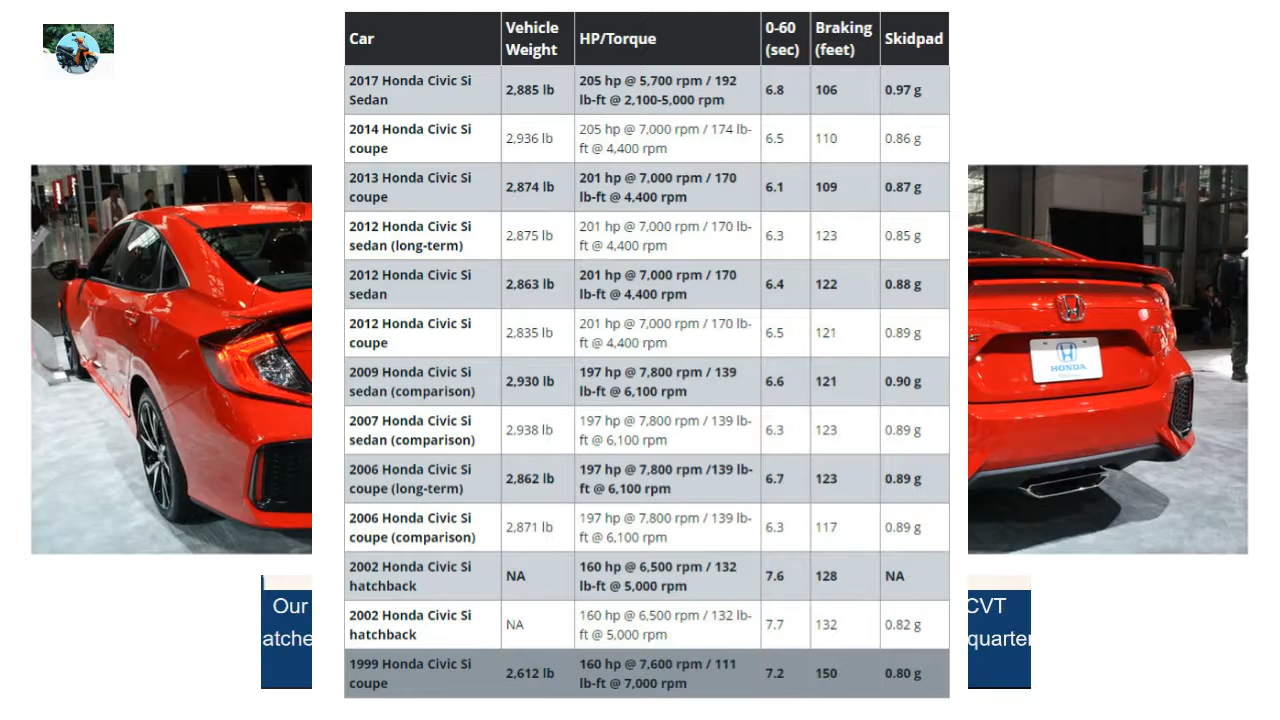 Car
Vehicle Weight
HP/Torque
0-60 (sec)
Braking (feet)
Skidpad
2017 Honda Civic Si Sedan
2,885 lb
205 hp @ 5,700 rpm / 192 lb-ft @ 2,100-5,000 rpm
6.8
106
0.97 g
2014 Honda Civic Si coupe
2,936 lb
205 hp @ 7,000 rpm / 174 lb-ft @ 4,400 rpm
6.5
110
0.86 g
2013 Honda Civic Si coupe
2,874 lb
201 hp @ 7,000 rpm / 170 lb-ft @ 4,400 rpm
6.1
109
0.87 g
2012 Honda Civic Si sedan (long-term)
2,875 lb
201 hp @ 7,000 rpm / 170 lb-ft @ 4,400 rpm
6.3
123
0.85 g
2012 Honda Civic Si sedan
2,863 lb
201 hp @ 7,000 rpm / 170 lb-ft @ 4,400 rpm
6.4
122
0.88 g
2012 Honda Civic Si coupe
2,835 lb
201 hp @ 7,000 rpm / 170 lb-ft @ 4,400 rpm
6.5
121
0.89 g
2009 Honda Civic Si sedan (comparison)
2,930 lb
197 hp @ 7,800 rpm / 139 lb-ft @ 6,100 rpm
6.6
121
0.90 g
2007 Honda Civic Si sedan (comparison)
2,938 lb
197 hp @ 7,800 rpm / 139 lb-ft @ 6,100 rpm
6.3
123
0.89 g
2006 Honda Civic Si coupe (long-term)
2,862 lb
197 hp @ 7,800 rpm /139 lb-ft @ 6,100 rpm
6.7
123
0.89 g
2006 Honda Civic Si coupe (comparison)
2,871 lb
197 hp @ 7,800 rpm / 139 lb-ft @ 6,100 rpm
6.3
117
0.89 g
2002 Honda Civic Si hatchback
NA
160 hp @ 6,500 rpm / 132 lb-ft @ 5,000 rpm
7.6
128
NA
2002 Honda Civic Si hatchback
NA
160 hp @ 6,500 rpm / 132 lb-ft @ 5,000 rpm
7.7
132
0.82 g
1999 Honda Civic Si coupe
2,612 lb
160 hp @ 7,600 rpm / 111 lb-ft @ 7,000 rpm
7.2
150
0.80 g
HONDA
Our
atche
CVT
quarter